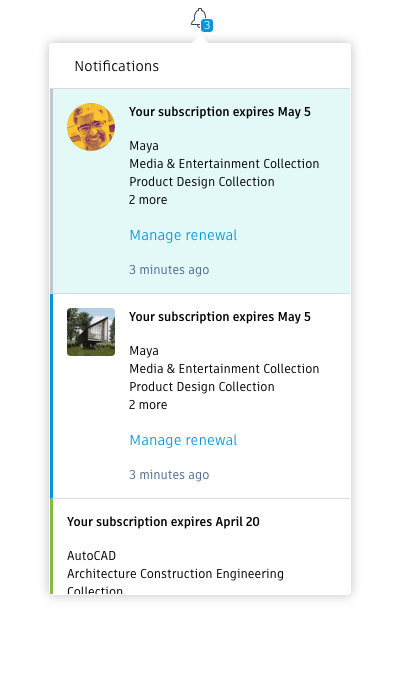 3
Notifications
Your subscription expires May 5
Maya
Media & Entertainment Collection
Product Design Collection
2 more
Manage renewal
3 minutes ago
Your subscription expires May 5
Maya
Media & Entertainment Collection
Product Design Collection
2 more
Manage renewal
3 minutes ago
Your subscription expires April 20
AutoCAD
Architecture Construction Engineering
Collection